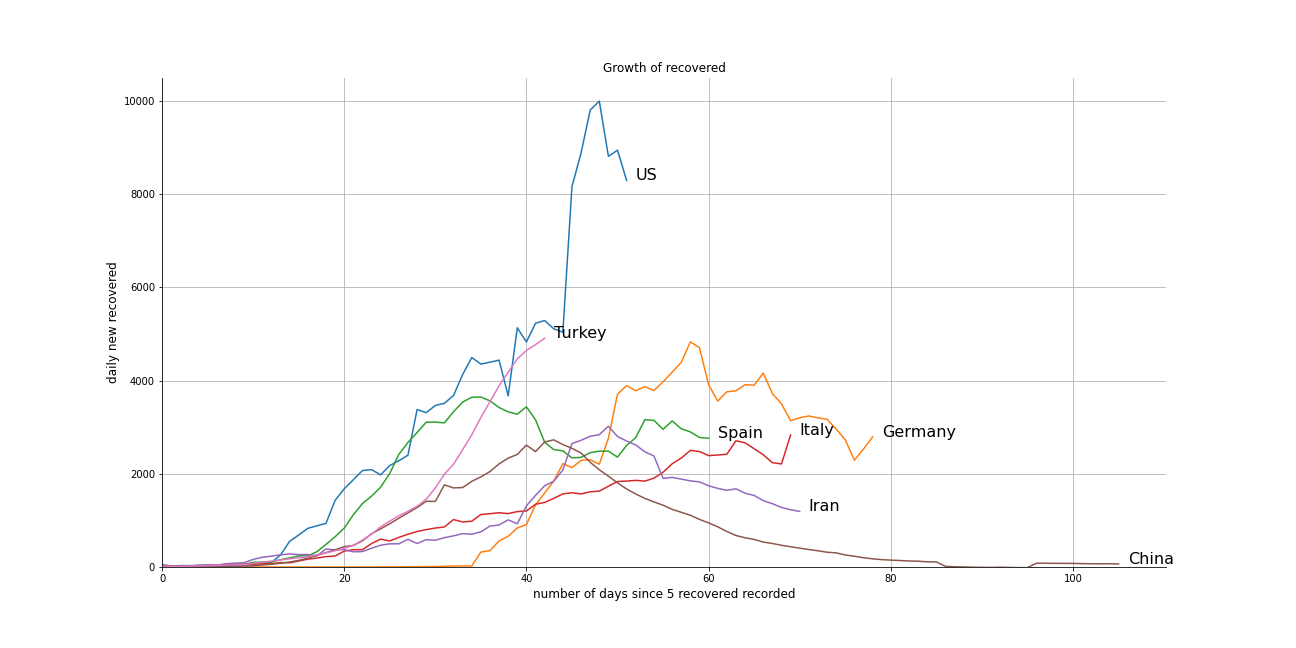 Growth of recovered
10000
8000
6000
4000
2000
0
daily new recovered
US
Turkey
Spain
Italy
Germany
Iran
China
0 20 40 60 80 100
number of days since 5 recovered recorded